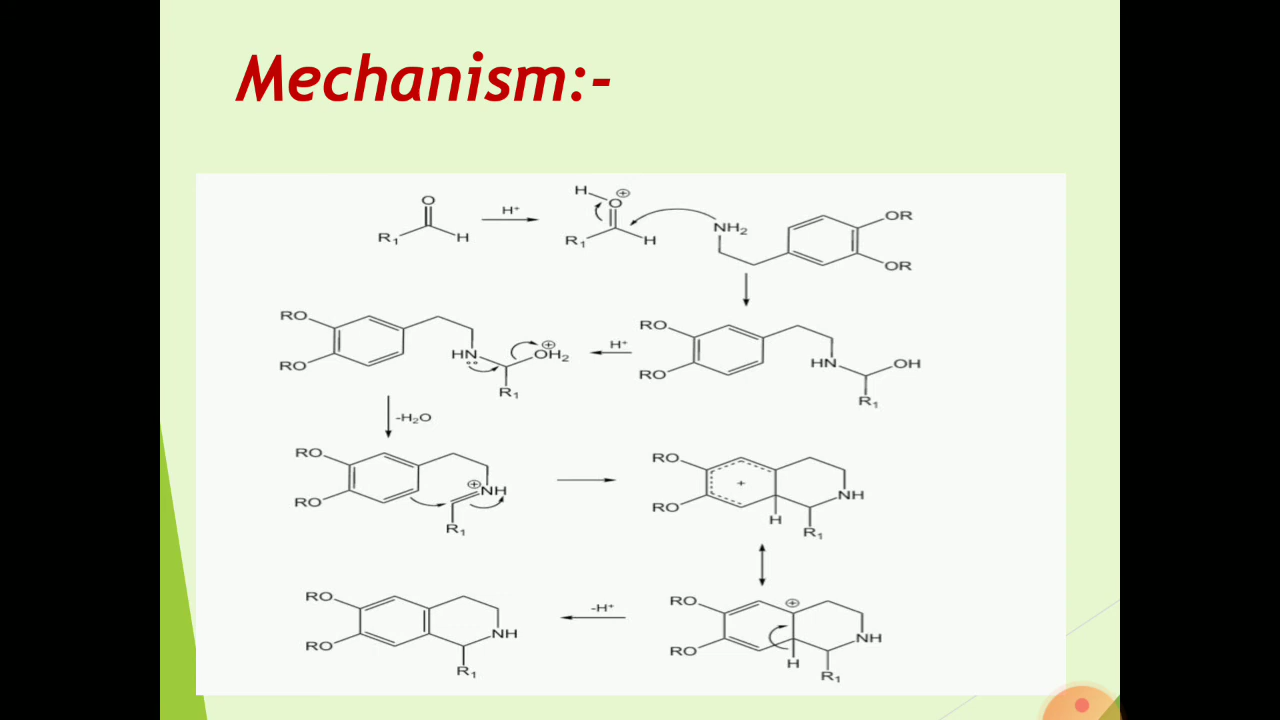 Mechanism:-
O
R₁ H
H⁺
H
O⊕
R₁ H
NH₂
OR
OR
RO
RO
HN
⊕
OH₂
R₁
H⁺
RO
RO
HN
OH
R₁
-H₂O
RO
RO
⊕
NH
R₁
RO
RO
+
NH
H
R₁
RO
RO
NH
R₁
-H⁺
RO
RO
⊕
NH
H
R₁